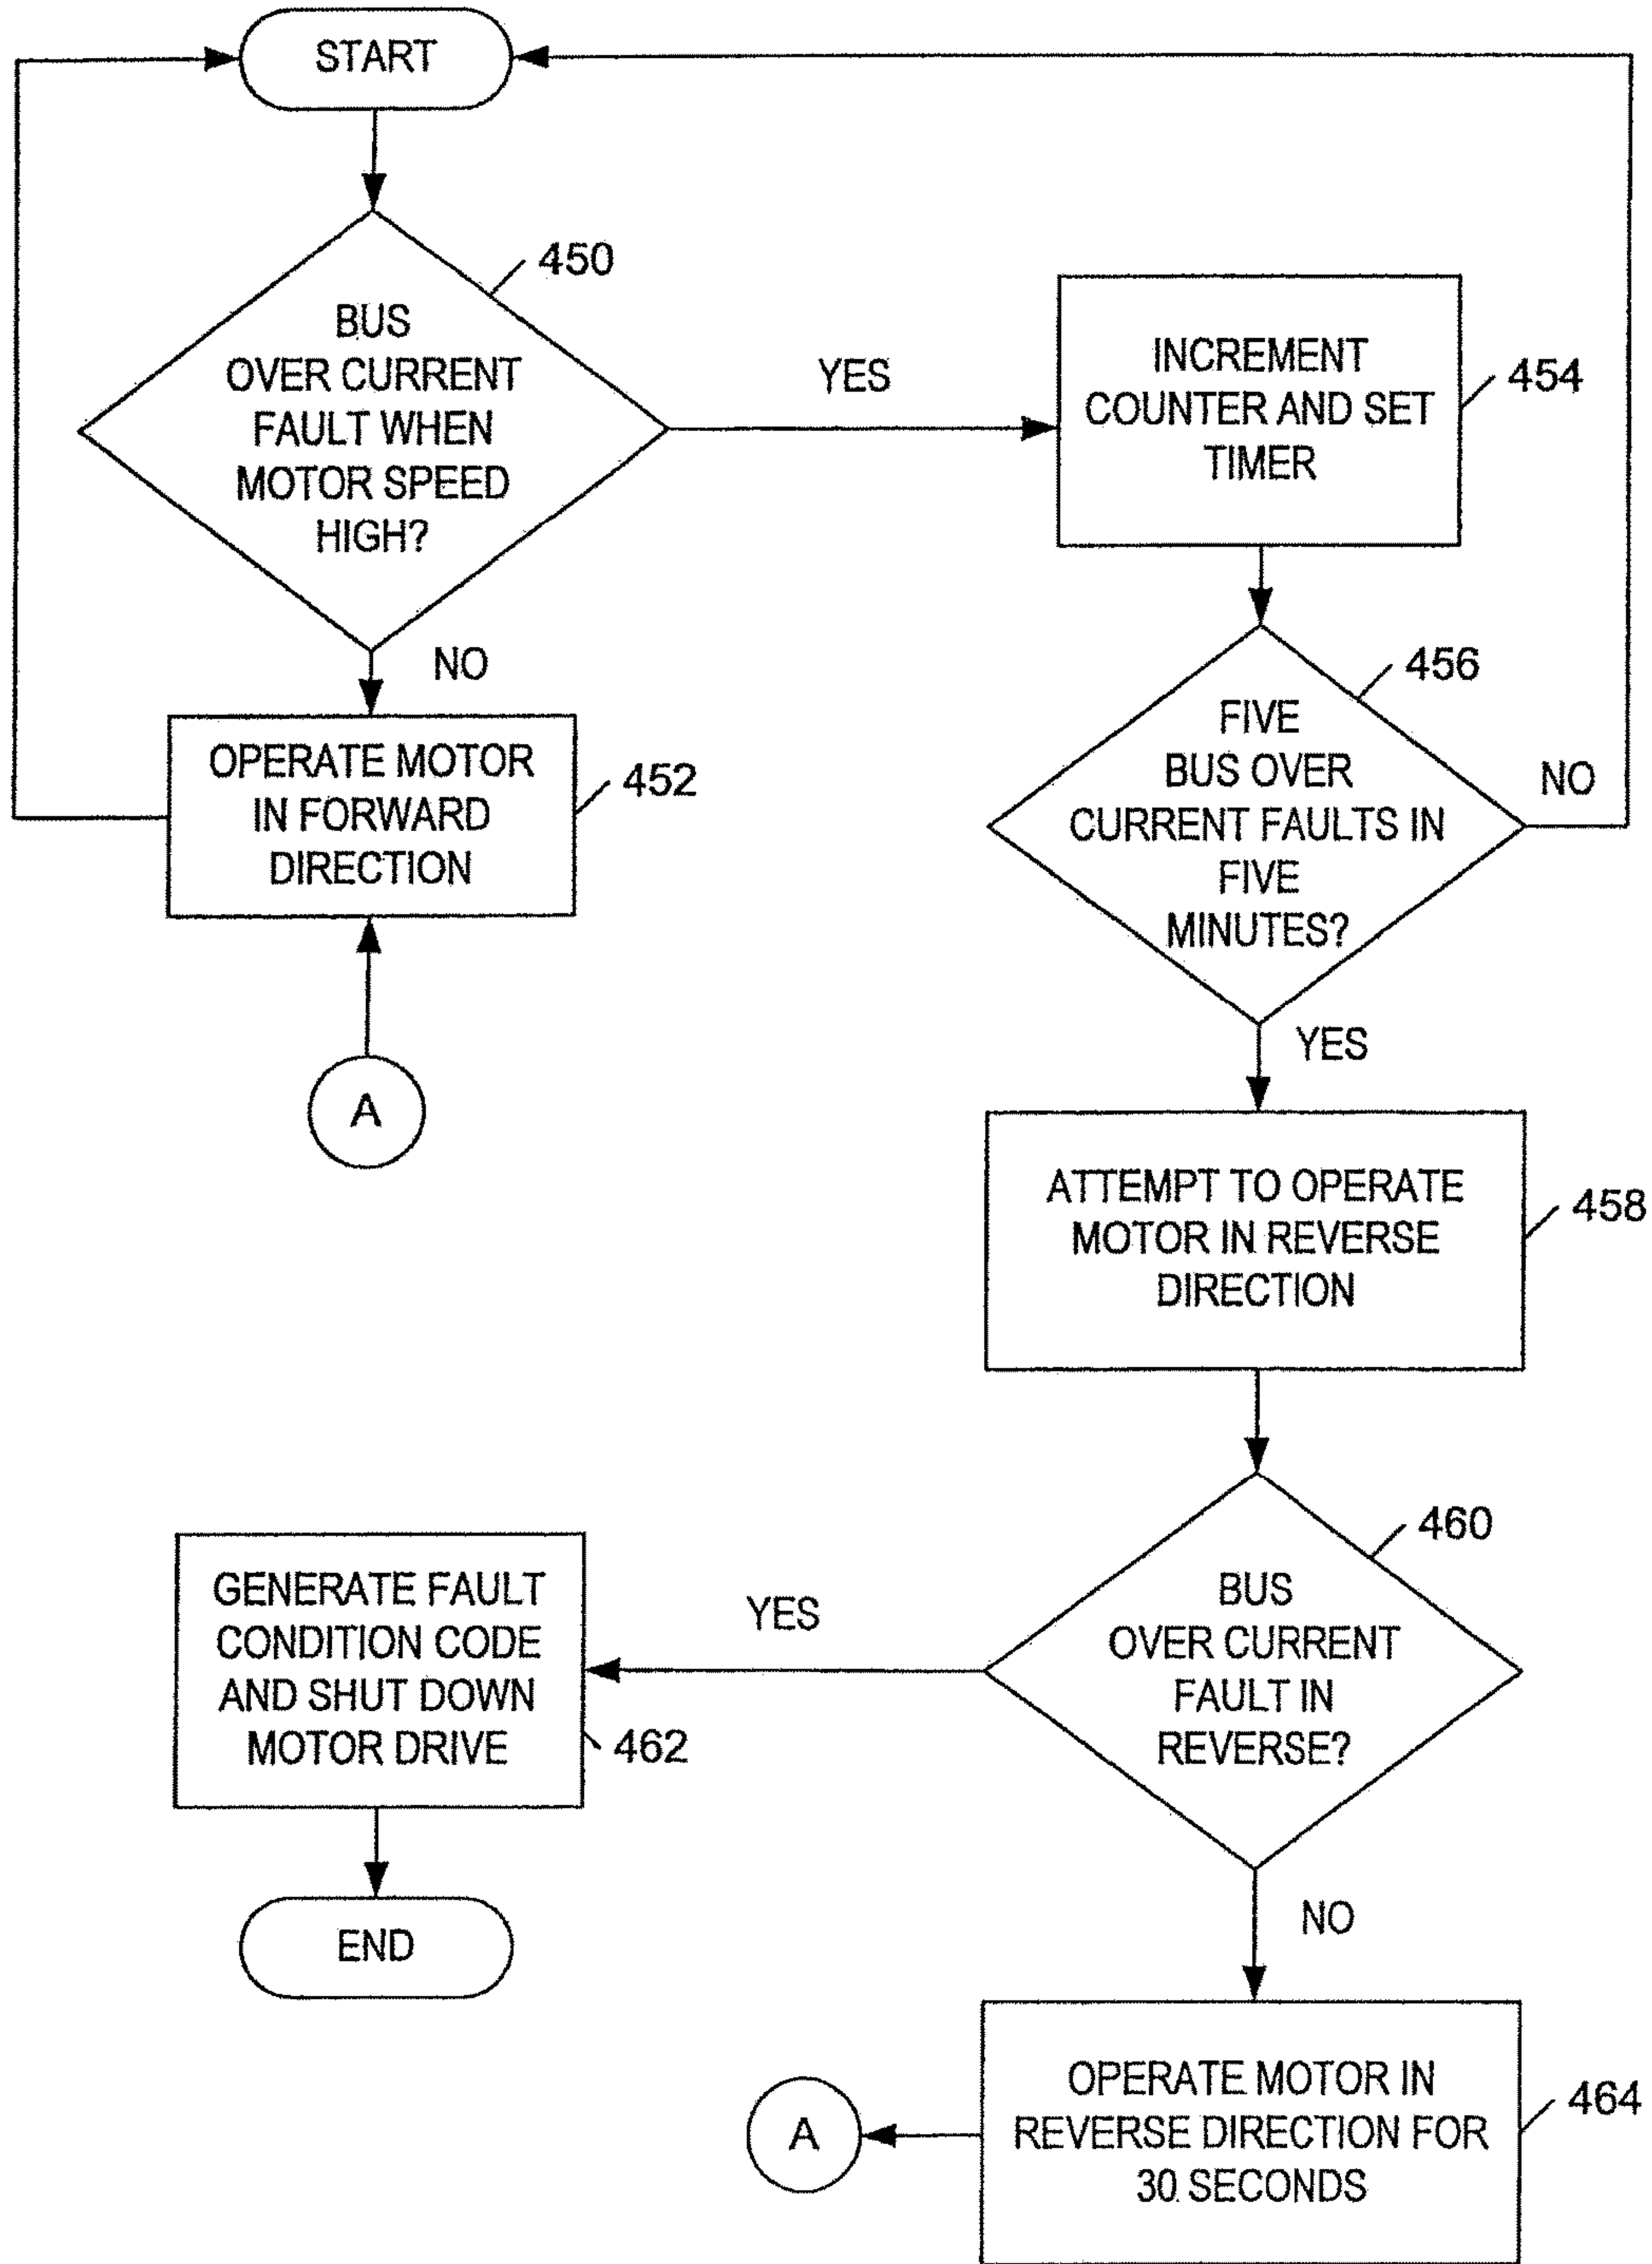 START
450
BUS
OVER CURRENT
FAULT WHEN
MOTOR SPEED
HIGH?
YES
INCREMENT
COUNTER AND SET
TIMER
454
NO
OPERATE MOTOR
IN FORWARD
DIRECTION
452
A
456
FIVE
BUS OVER
CURRENT FAULTS IN
FIVE
MINUTES?
NO
YES
ATTEMPT TO OPERATE
MOTOR IN REVERSE
DIRECTION
458
460
BUS
OVER CURRENT
FAULT IN
REVERSE?
YES
GENERATE FAULT
CONDITION CODE
AND SHUT DOWN
MOTOR DRIVE
462
END
NO
OPERATE MOTOR IN
REVERSE DIRECTION FOR
30 SECONDS
464
A